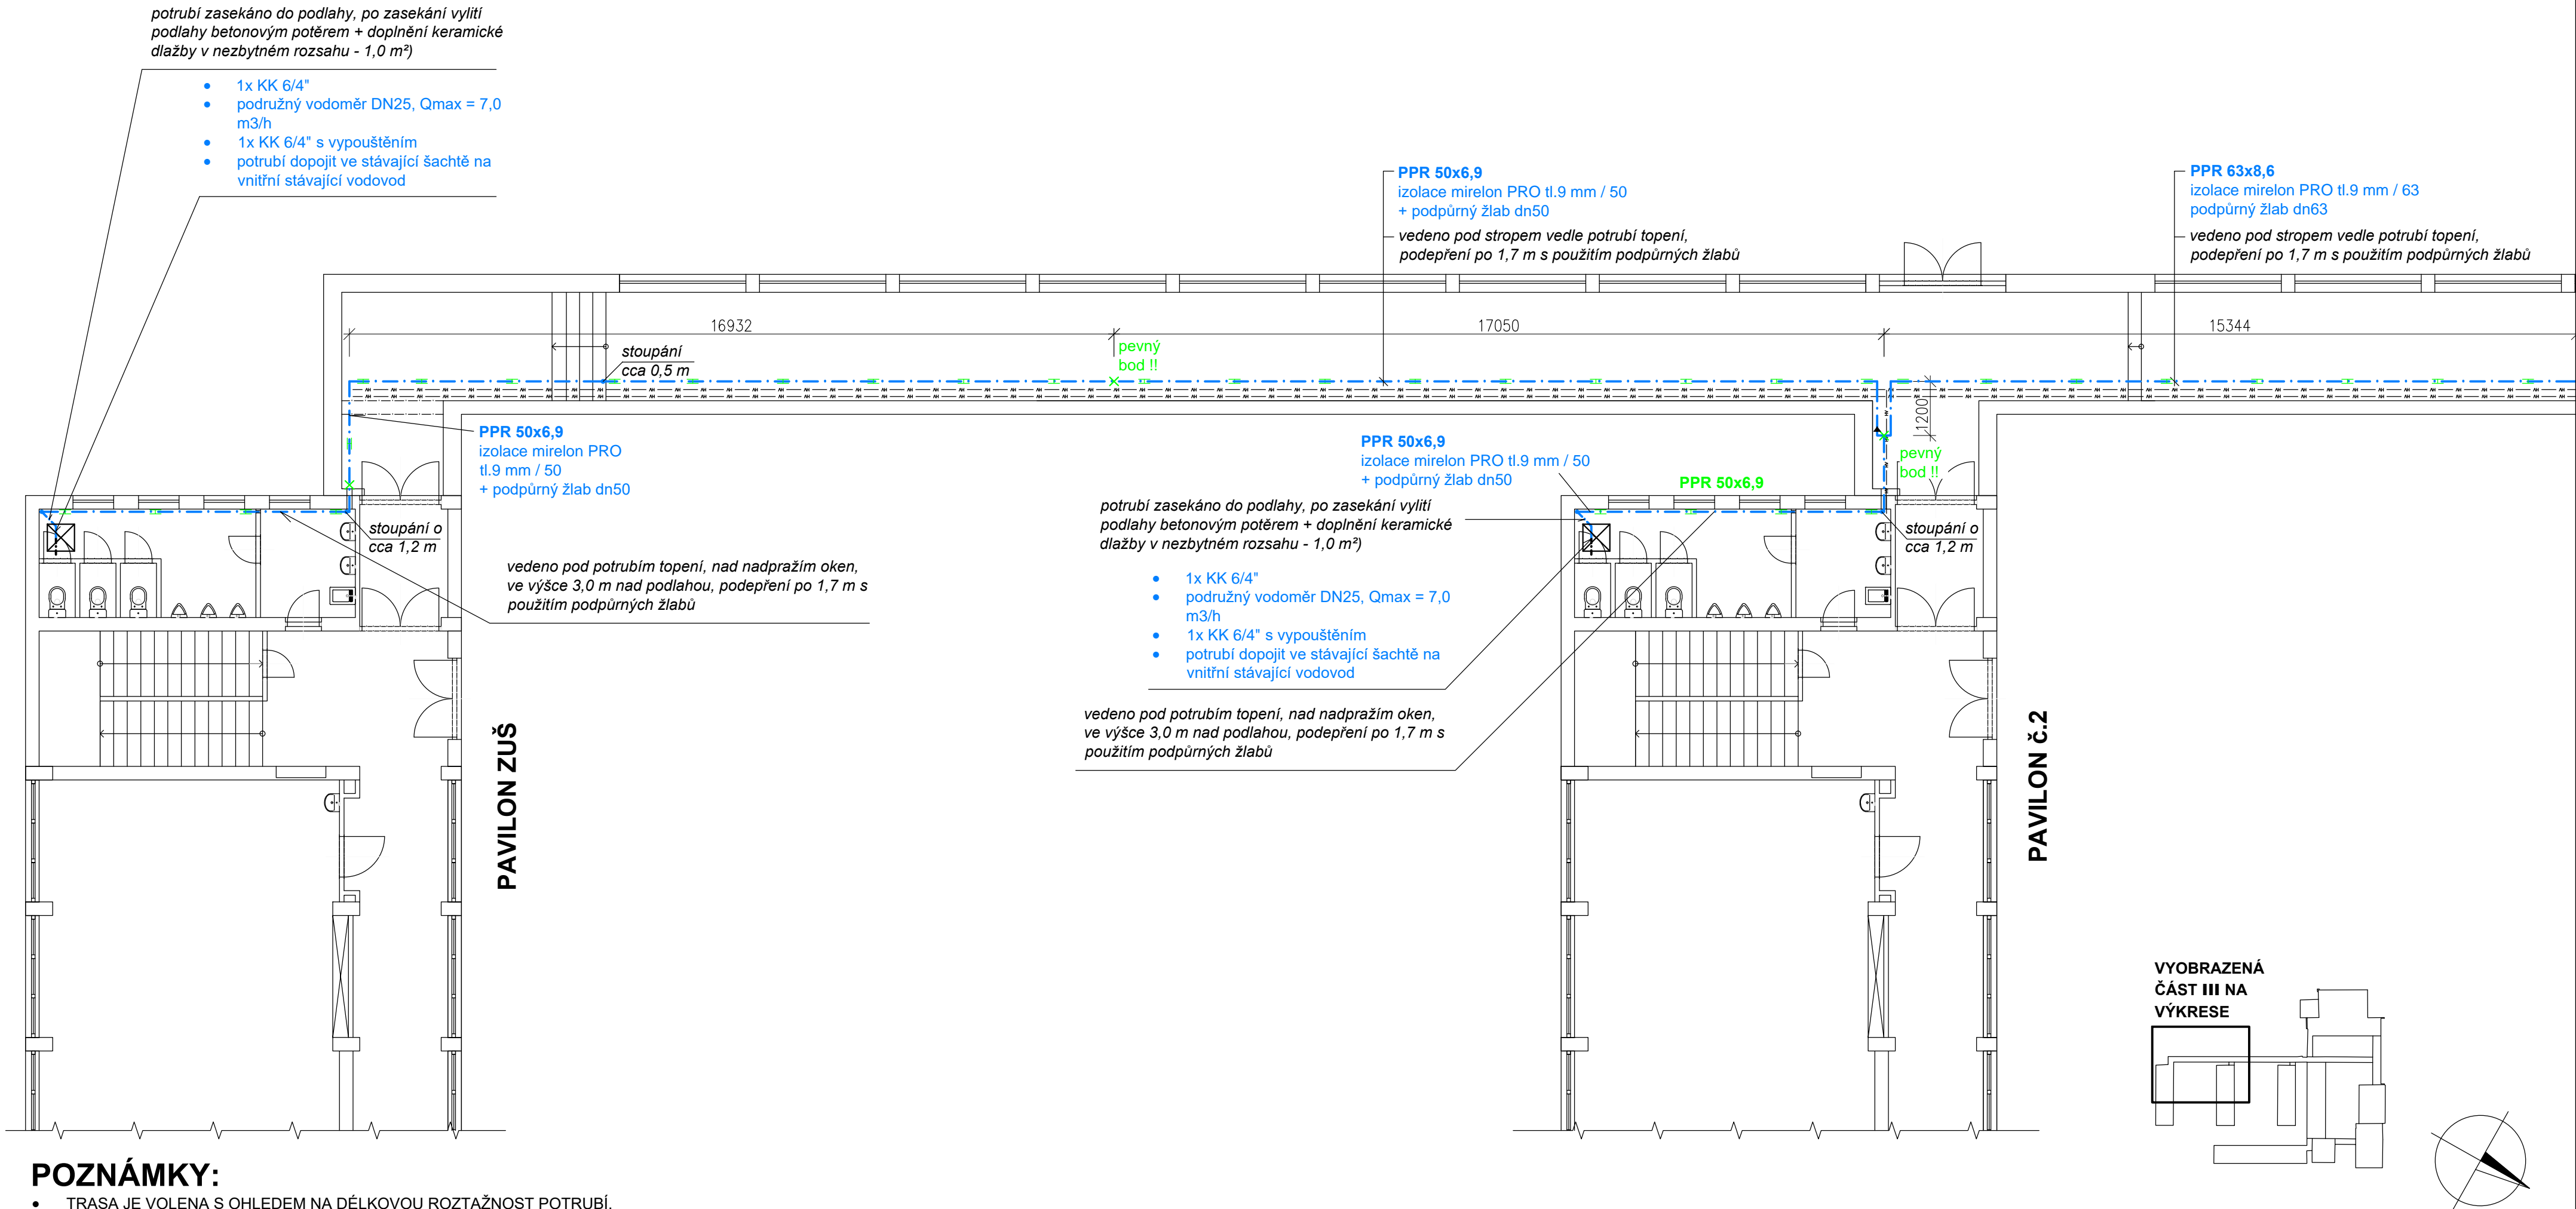 potrubí zasekáno do podlahy, po zasekání vylití
podlahy betonovým potěrem + doplnění keramické
dlažby v nezbytném rozsahu - 1,0 m²)
• 1x KK 6/4"
• podružný vodoměr DN25, Qmax = 7,0
m3/h
• 1x KK 6/4" s vypouštěním
• potrubí dopojit ve stávající šachtě na
vnitřní stávající vodovod
PPR 50x6,9
izolace mirelon PRO tl.9 mm / 50
+ podpůrný žlab dn50
vedeno pod stropem vedle potrubí topení,
podepření po 1,7 m s použitím podpůrných žlabů
PPR 63x8,6
izolace mirelon PRO tl.9 mm / 63
podpůrný žlab dn63
vedeno pod stropem vedle potrubí topení,
podepření po 1,7 m s použitím podpůrných žlabů
16932
17050
15344
stoupání
cca 0,5 m
pevný
bod !!
1200
pevný
bod !!
PPR 50x6,9
izolace mirelon PRO
tl.9 mm / 50
+ podpůrný žlab dn50
stoupání o
cca 1,2 m
vedeno pod potrubím topení, nad nadpražím oken,
ve výšce 3,0 m nad podlahou, podepření po 1,7 m s
použitím podpůrných žlabů
PPR 50x6,9
izolace mirelon PRO tl.9 mm / 50
+ podpůrný žlab dn50
PPR 50x6,9
potrubí zasekáno do podlahy, po zasekání vylití
podlahy betonovým potěrem + doplnění keramické
dlažby v nezbytném rozsahu - 1,0 m²)
• 1x KK 6/4"
• podružný vodoměr DN25, Qmax = 7,0
m3/h
• 1x KK 6/4" s vypouštěním
• potrubí dopojit ve stávající šachtě na
vnitřní stávající vodovod
stoupání o
cca 1,2 m
vedeno pod potrubím topení, nad nadpražím oken,
ve výšce 3,0 m nad podlahou, podepření po 1,7 m s
použitím podpůrných žlabů
PAVILON ZUŠ
PAVILON č.2
VYOBRAZENÁ
ČÁST III NA
VÝKRESE
POZNÁMKY:
• TRASA JE VOLENA S OHLEDEM NA DÉLKOVOU ROZTAŽNOST POTRUBÍ.